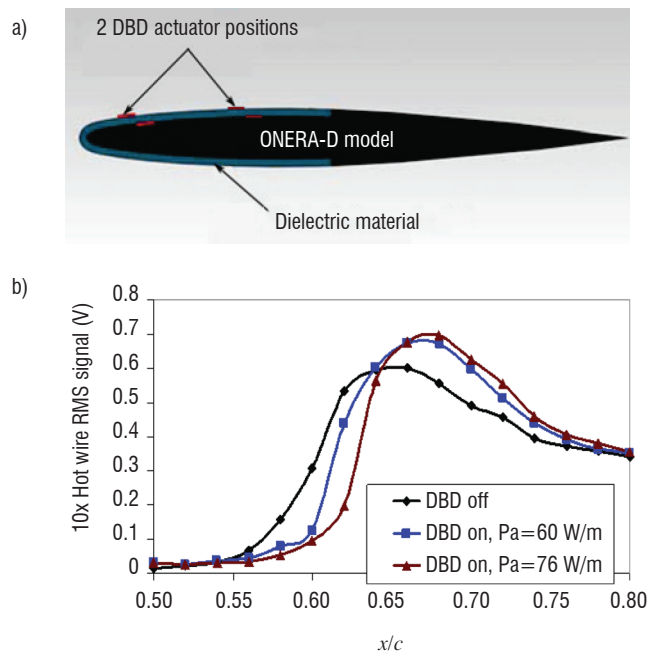 a)
2 DBD actuator positions
ONERA-D model
Dielectric material
b)
10x Hot wire RMS signal (V)
0.8
0.7
0.6
0.5
0.4
0.3
0.2
0.1
0
DBD off
DBD on, Pa=60 W/m
DBD on, Pa=76 W/m
0.50 0.55 0.60 0.65 0.70 0.75 0.80
x/c